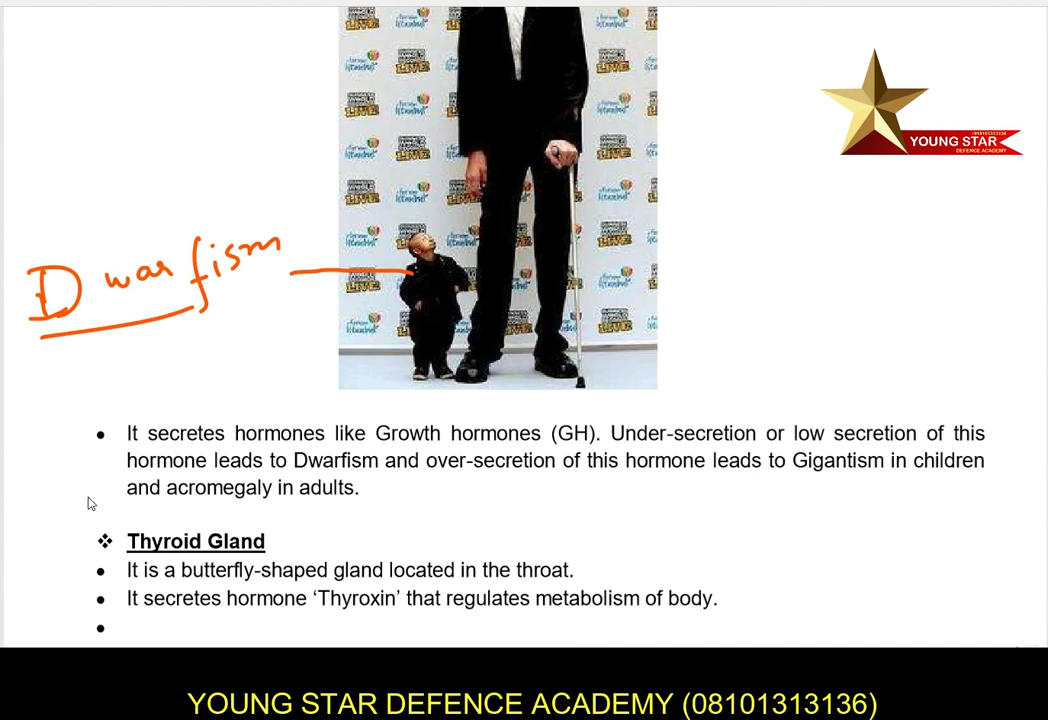 +918101313136
YOUNG STAR
DEFENCE ACADEMY
Dwarfism
• It secretes hormones like Growth hormones (GH). Under-secretion or low secretion of this
hormone leads to Dwarfism and over-secretion of this hormone leads to Gigantism in children
and acromegaly in adults.
❖ Thyroid Gland
• It is a butterfly-shaped gland located in the throat.
• It secretes hormone ‘Thyroxin’ that regulates metabolism of body.
•
YOUNG STAR DEFENCE ACADEMY (08101313136)